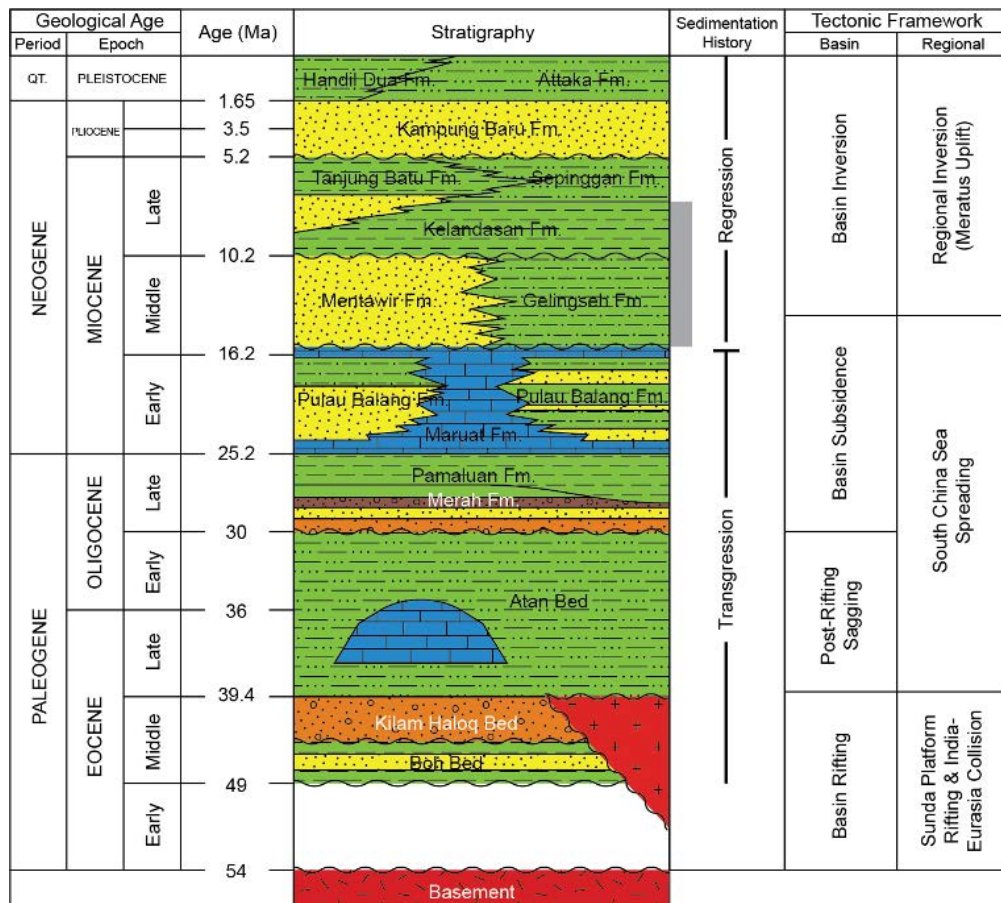 Geological Age
Period
Epoch
Age (Ma)
Stratigraphy
Sedimentation
History
Tectonic Framework
Basin
Regional
QT.
PLEISTOCENE
NEOGENE
PLIOCENE
MIOCENE
Late
Middle
Early
PALEOGENE
OLIGOCENE
Late
Early
EOCENE
Late
Middle
Early
1.65
3.5
5.2
10.2
16.2
25.2
30
36
39.4
49
54
Handil Dua Fm.
Attaka Fm.
Kampung Baru Fm.
Tanjung Batu Fm.
Sepinggan Fm.
Kelandasan Fm.
Mentawir Fm.
Gelingseh Fm.
Pulau Balang Fm.
Pulau Balang Fm.
Maruat Fm.
Pamaluan Fm.
Merah Fm.
Atan Bed
Kilam Haloq Bed
Boh Bed
Basement
Regression
Transgression
Basin Inversion
Basin Subsidence
Post-Rifting
Sagging
Basin Rifting
Regional Inversion
(Meratus Uplift)
South China Sea
Spreading
Sunda Platform
Rifting & India-
Eurasia Collision